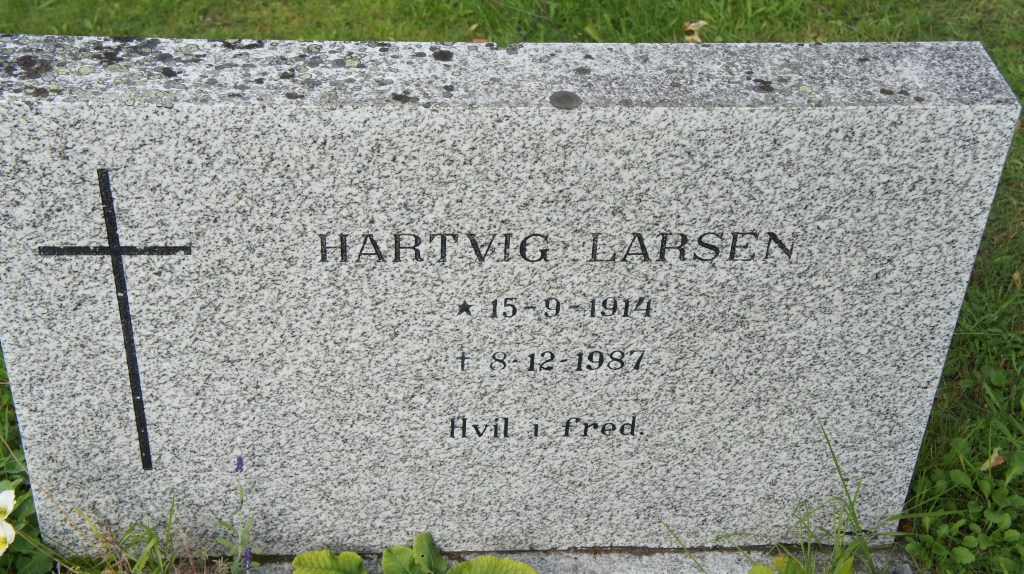 HARTVIG LARSEN
★ 15-9-1914
† 8-12-1987
Hvil i fred.